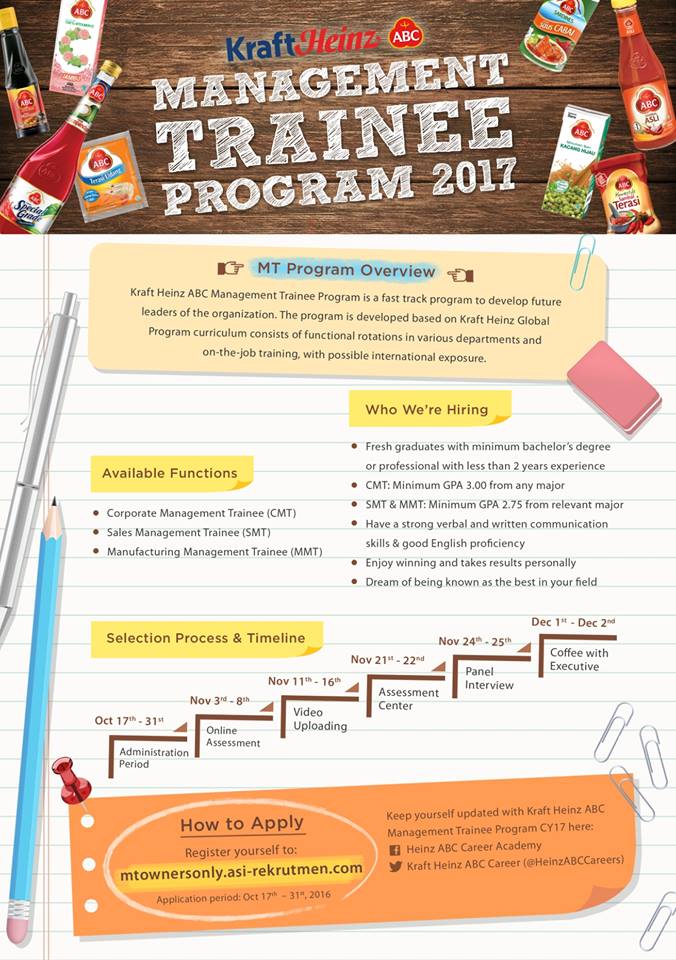 KraftHeinz ABC
MANAGEMENT
TRAINEE
PROGRAM 2017
ABC
ABC
JAMBU
ABC
Special
Grade
ABC
Terasi Udang
ABC
SAUS CABAI
ABC
ASLI
ABC
KACANG HIJAU
ABC
Sambal
Terasi
MT Program Overview
Kraft Heinz ABC Management Trainee Program is a fast track program to develop future
leaders of the organization. The program is developed based on Kraft Heinz Global
Program curriculum consists of functional rotations in various departments and
on-the-job training, with possible international exposure.
Who We're Hiring
• Fresh graduates with minimum bachelor's degree
or professional with less than 2 years experience
• CMT: Minimum GPA 3.00 from any major
• SMT & MMT: Minimum GPA 2.75 from relevant major
• Have a strong verbal and written communication
skills & good English proficiency
• Enjoy winning and takes results personally
• Dream of being known as the best in your field
Available Functions
• Corporate Management Trainee (CMT)
• Sales Management Trainee (SMT)
• Manufacturing Management Trainee (MMT)
Selection Process & Timeline
Oct 17th - 31st
Administration
Period
Nov 3rd - 8th
Online
Assessment
Nov 11th - 16th
Video
Uploading
Nov 21st - 22nd
Assessment
Center
Nov 24th - 25th
Panel
Interview
Dec 1st - Dec 2nd
Coffee with
Executive
How to Apply
Register yourself to:
mtownersonly.asi-rekrutmen.com
Application period: Oct 17th – 31st, 2016
Keep yourself updated with Kraft Heinz ABC
Management Trainee Program CY17 here:
Heinz ABC Career Academy
Kraft Heinz ABC Career (@HeinzABCCareers)